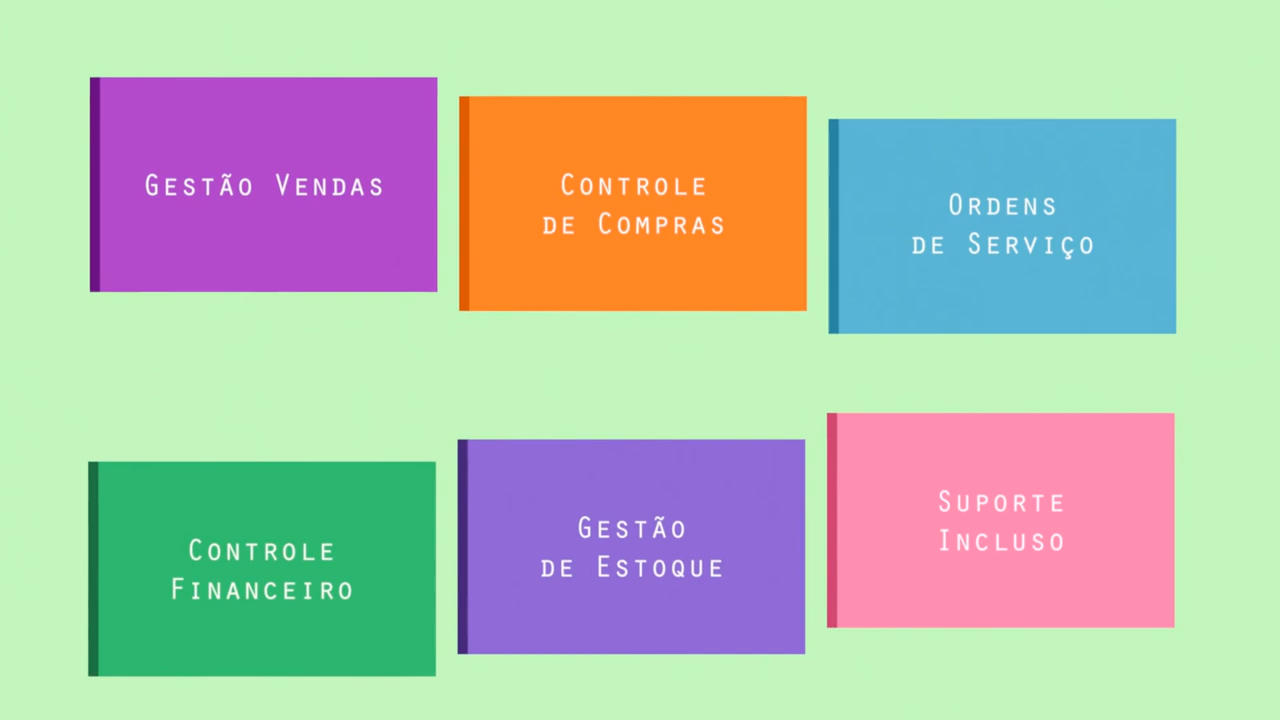 Gestão Vendas
Controle
de Compras
Ordens
de Serviço
Controle
Financeiro
Gestão
de Estoque
Suporte
Incluso